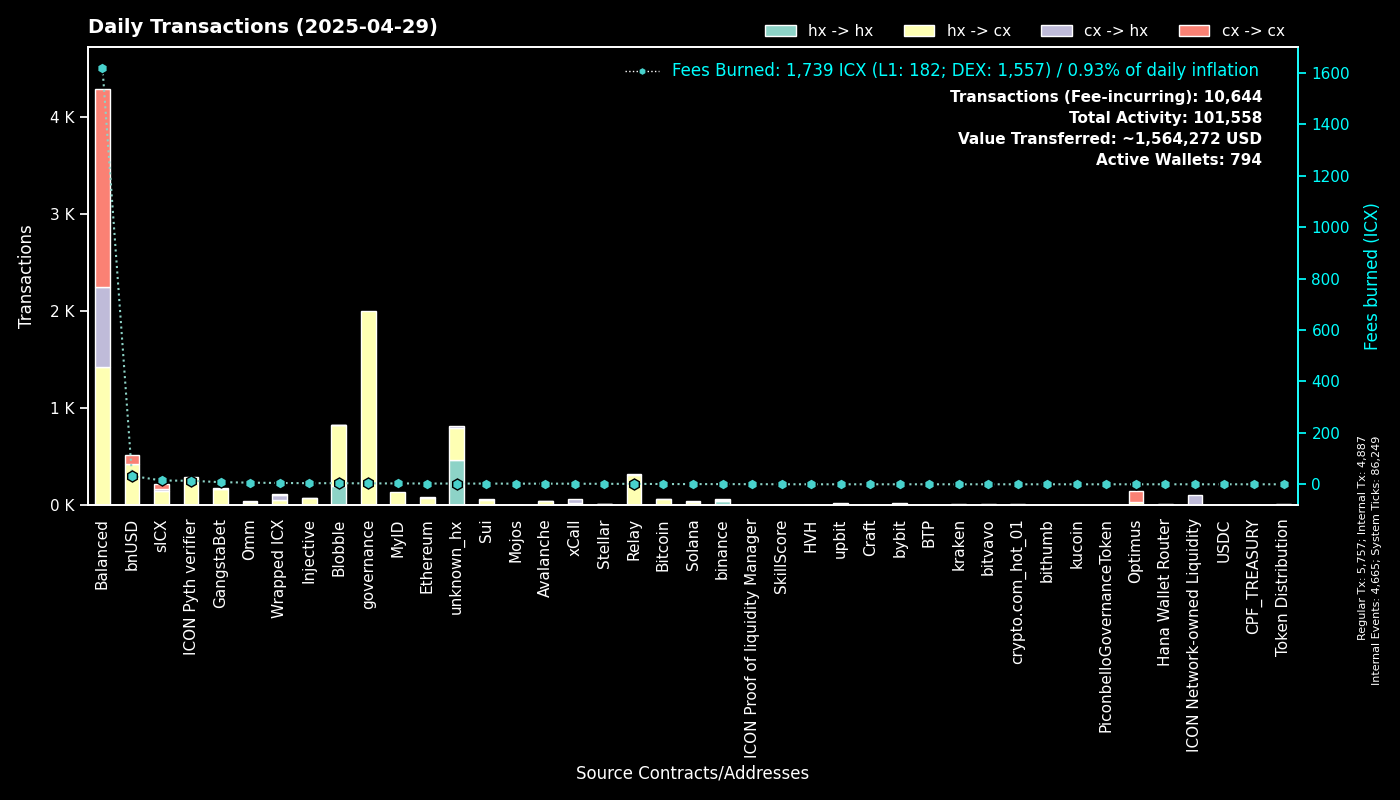 Daily Transactions (2025-04-29)
hx -> hx
hx -> cx
cx -> hx
cx -> cx
Fees Burned: 1,739 ICX (L1: 182; DEX: 1,557) / 0.93% of daily inflation
Transactions (Fee-incurring): 10,644
Total Activity: 101,558
Value Transferred: ~1,564,272 USD
Active Wallets: 794
Transactions
4 K
3 K
2 K
1 K
0 K
1600
1400
1200
1000
800
600
400
200
0
Fees burned (ICX)
Regular Tx: 5,757; Internal Tx: 4,887
Internal Events: 4,665; System Ticks: 86,249
Balanced
bnUSD
sICX
ICON Pyth verifier
GangstaBet
Omm
Wrapped ICX
Injective
Blobble
governance
MyID
Ethereum
unknown_hx
Sui
Mojos
Avalanche
xCall
Stellar
Relay
Bitcoin
Solana
binance
ICON Proof of liquidity Manager
SkillScore
HVH
upbit
Craft
bybit
BTP
kraken
bitvavo
crypto.com_hot_01
bithumb
kucoin
PiconbelloGovernanceToken
Optimus
Hana Wallet Router
ICON Network-owned Liquidity
USDC
CPF_TREASURY
Token Distribution
Source Contracts/Addresses